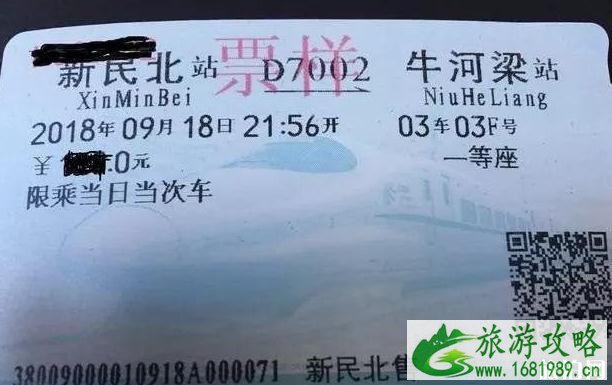 新民北站 票样 D7002 牛河梁站
XinMinBei NiuHeLiang
2018年09月18日21:56开 03车03F号
¥ .0元 一等座
限乘当日当次车
38009000010918A000071 新民北售
旅游攻略
www.1681989.cn